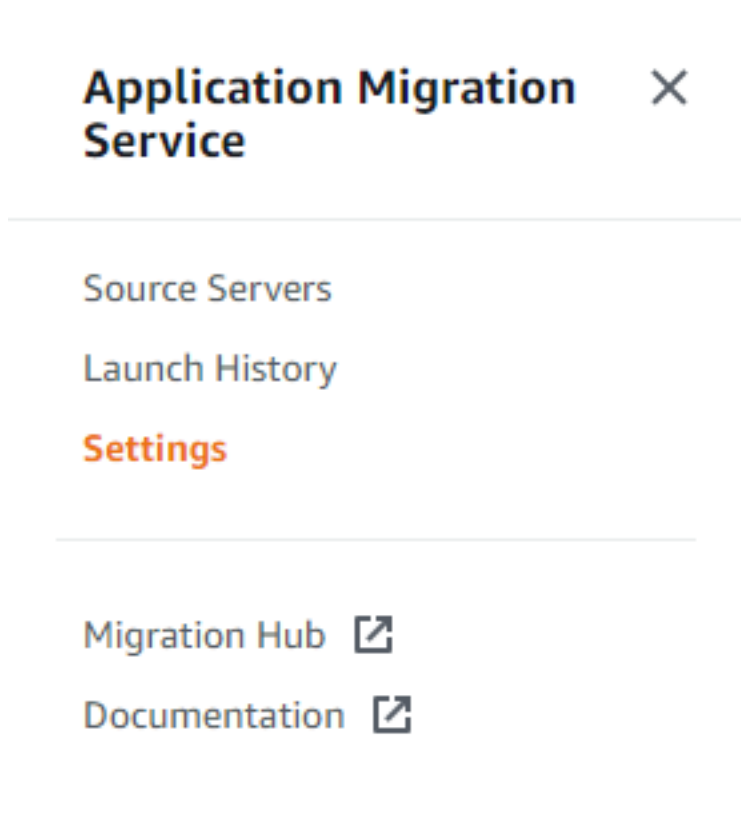 Application Migration
Service
Source Servers
Launch History
Settings
Migration Hub
Documentation